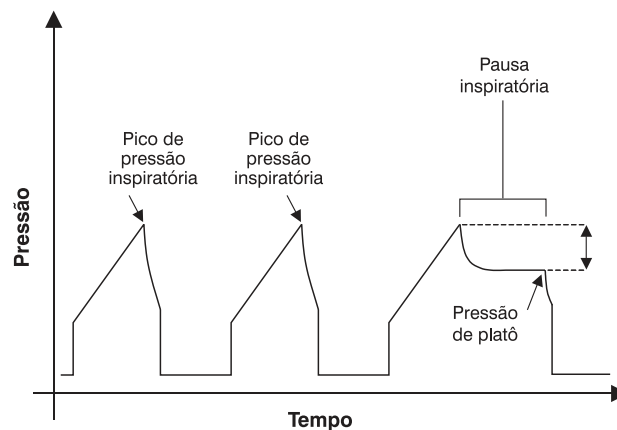 Pausa
inspiratória
Pico de
pressão
inspiratória
Pico de
pressão
inspiratória
Pressão
Pressão
de platô
Tempo